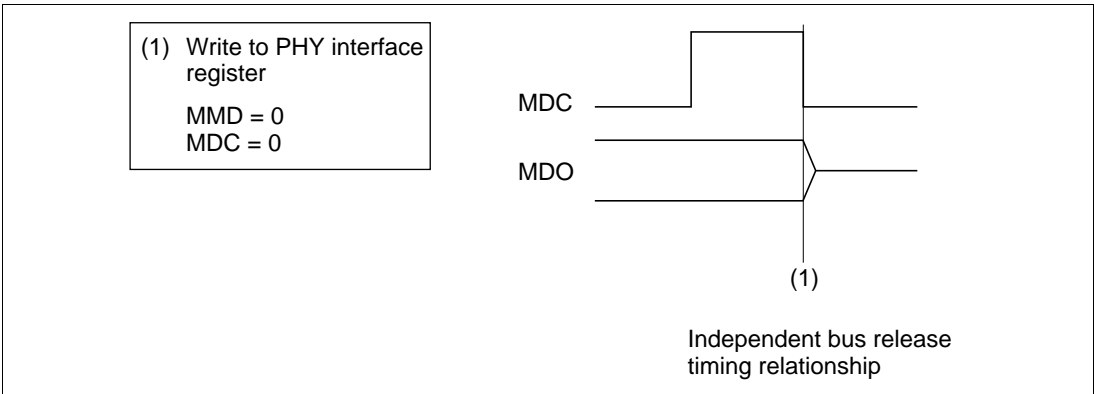 (1) Write to PHY interface
register
MMD = 0
MDC = 0
MDC
MDO
(1)
Independent bus release
timing relationship